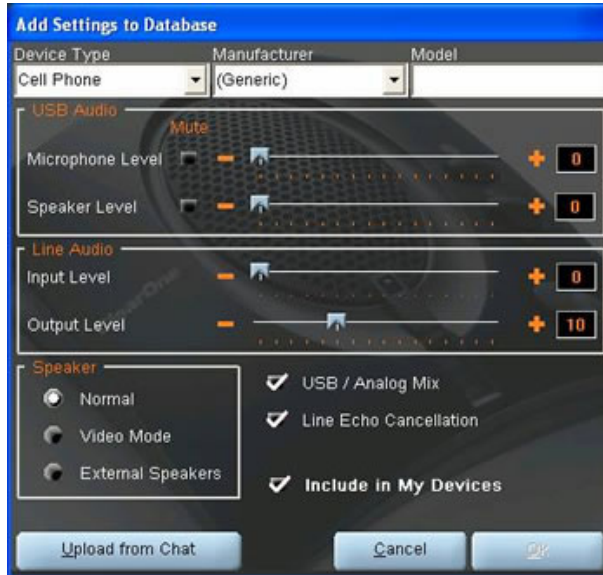 Add Settings to Database
Device Type Manufacturer Model
Cell Phone (Generic)
USB Audio
Mute
Microphone Level 0
Speaker Level 0
Line Audio
Input Level 0
Output Level 10
Speaker
Normal
Video Mode
External Speakers
USB / Analog Mix
Line Echo Cancellation
Include in My Devices
Upload from Chat Cancel OK